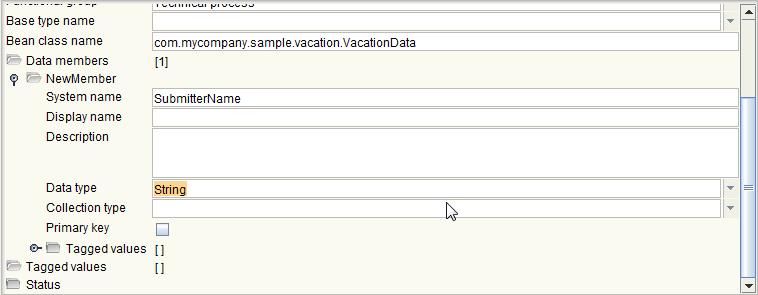 Functional group Technical process
Base type name
Bean class name com.mycompany.sample.vacation.VacationData
Data members [1]
NewMember
System name SubmitterName
Display name
Description
Data type String
Collection type
Primary key
Tagged values [ ]
Tagged values [ ]
Status